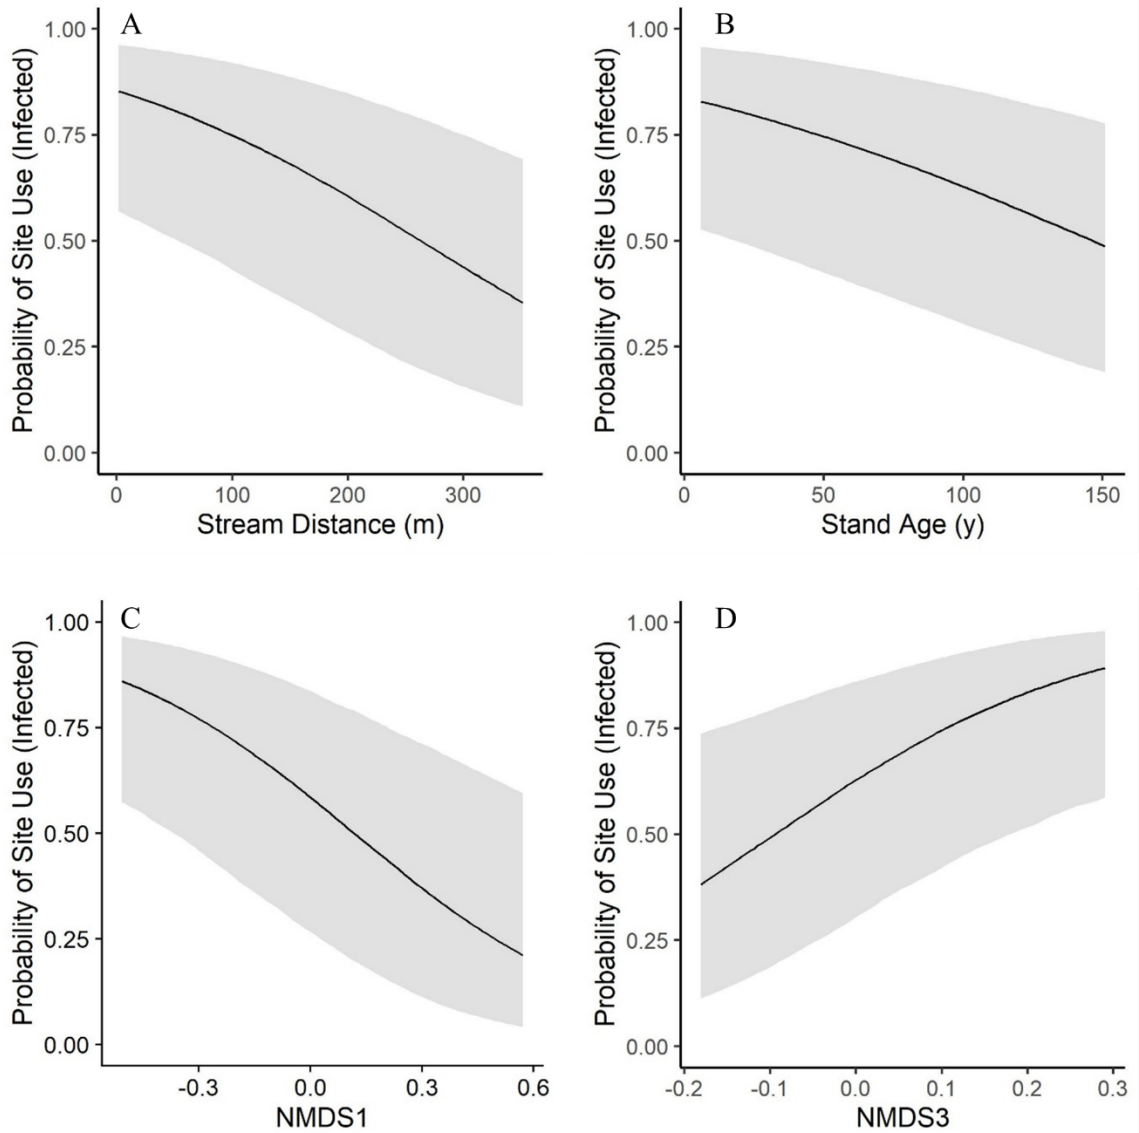 A
Probability of Site Use (Infected)
1.00
0.75
0.50
0.25
0.00
0 100 200 300
Stream Distance (m)
B
Probability of Site Use (Infected)
1.00
0.75
0.50
0.25
0.00
0 50 100 150
Stand Age (y)
C
Probability of Site Use (Infected)
1.00
0.75
0.50
0.25
0.00
-0.3 0.0 0.3 0.6
NMDS1
D
Probability of Site Use (Infected)
1.00
0.75
0.50
0.25
0.00
-0.2 -0.1 0.0 0.1 0.2 0.3
NMDS3